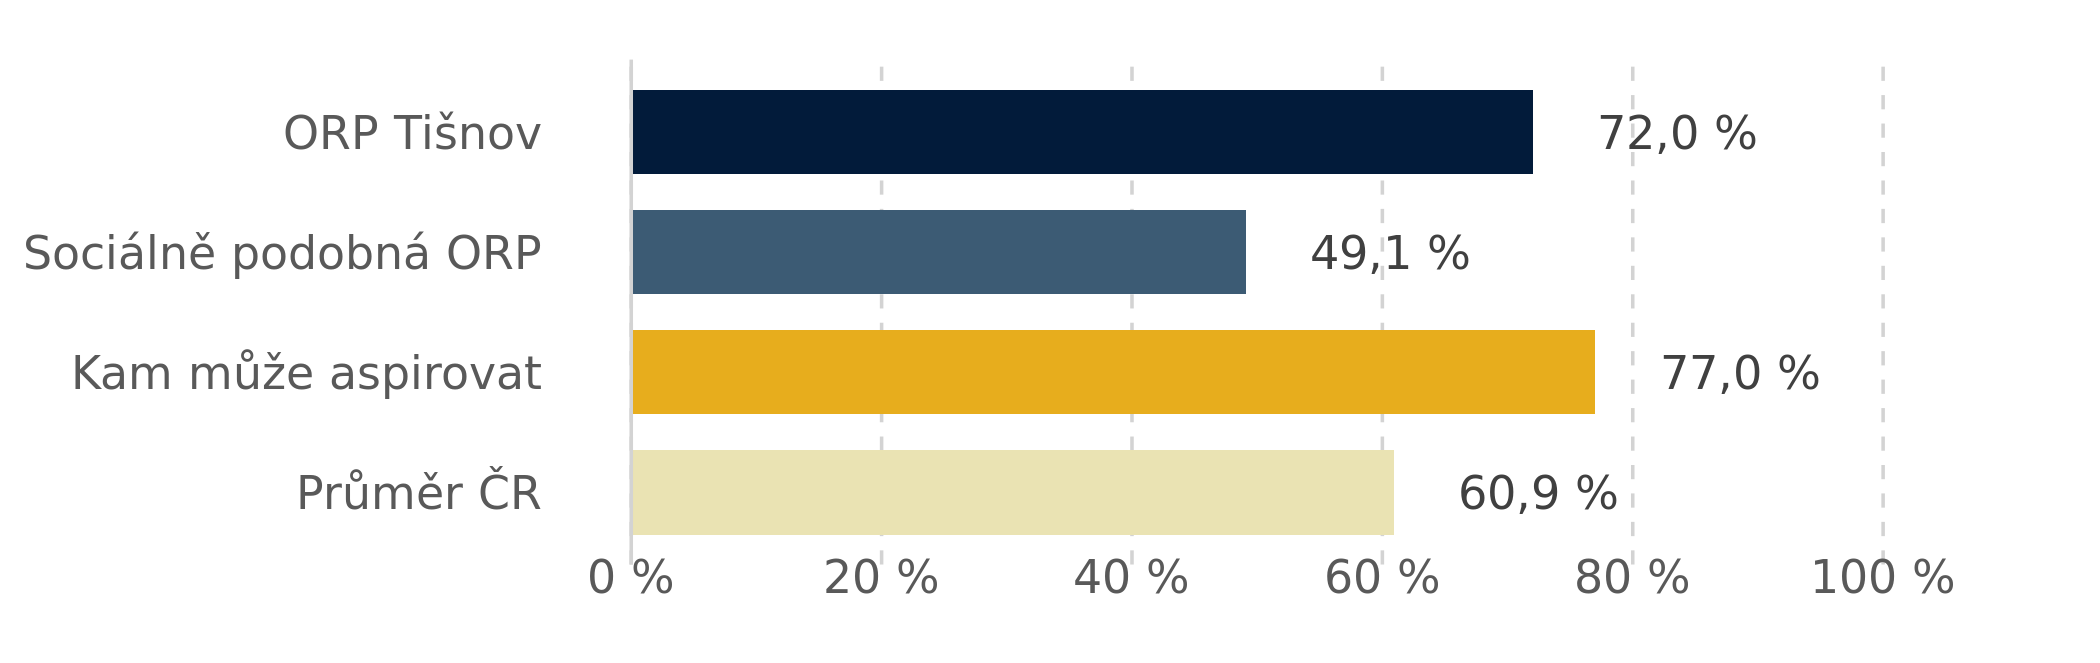 ORP Tišnov 72,0 %
Sociálně podobná ORP 49,1 %
Kam může aspirovat 77,0 %
Průměr ČR 60,9 %
0 % 20 % 40 % 60 % 80 % 100 %